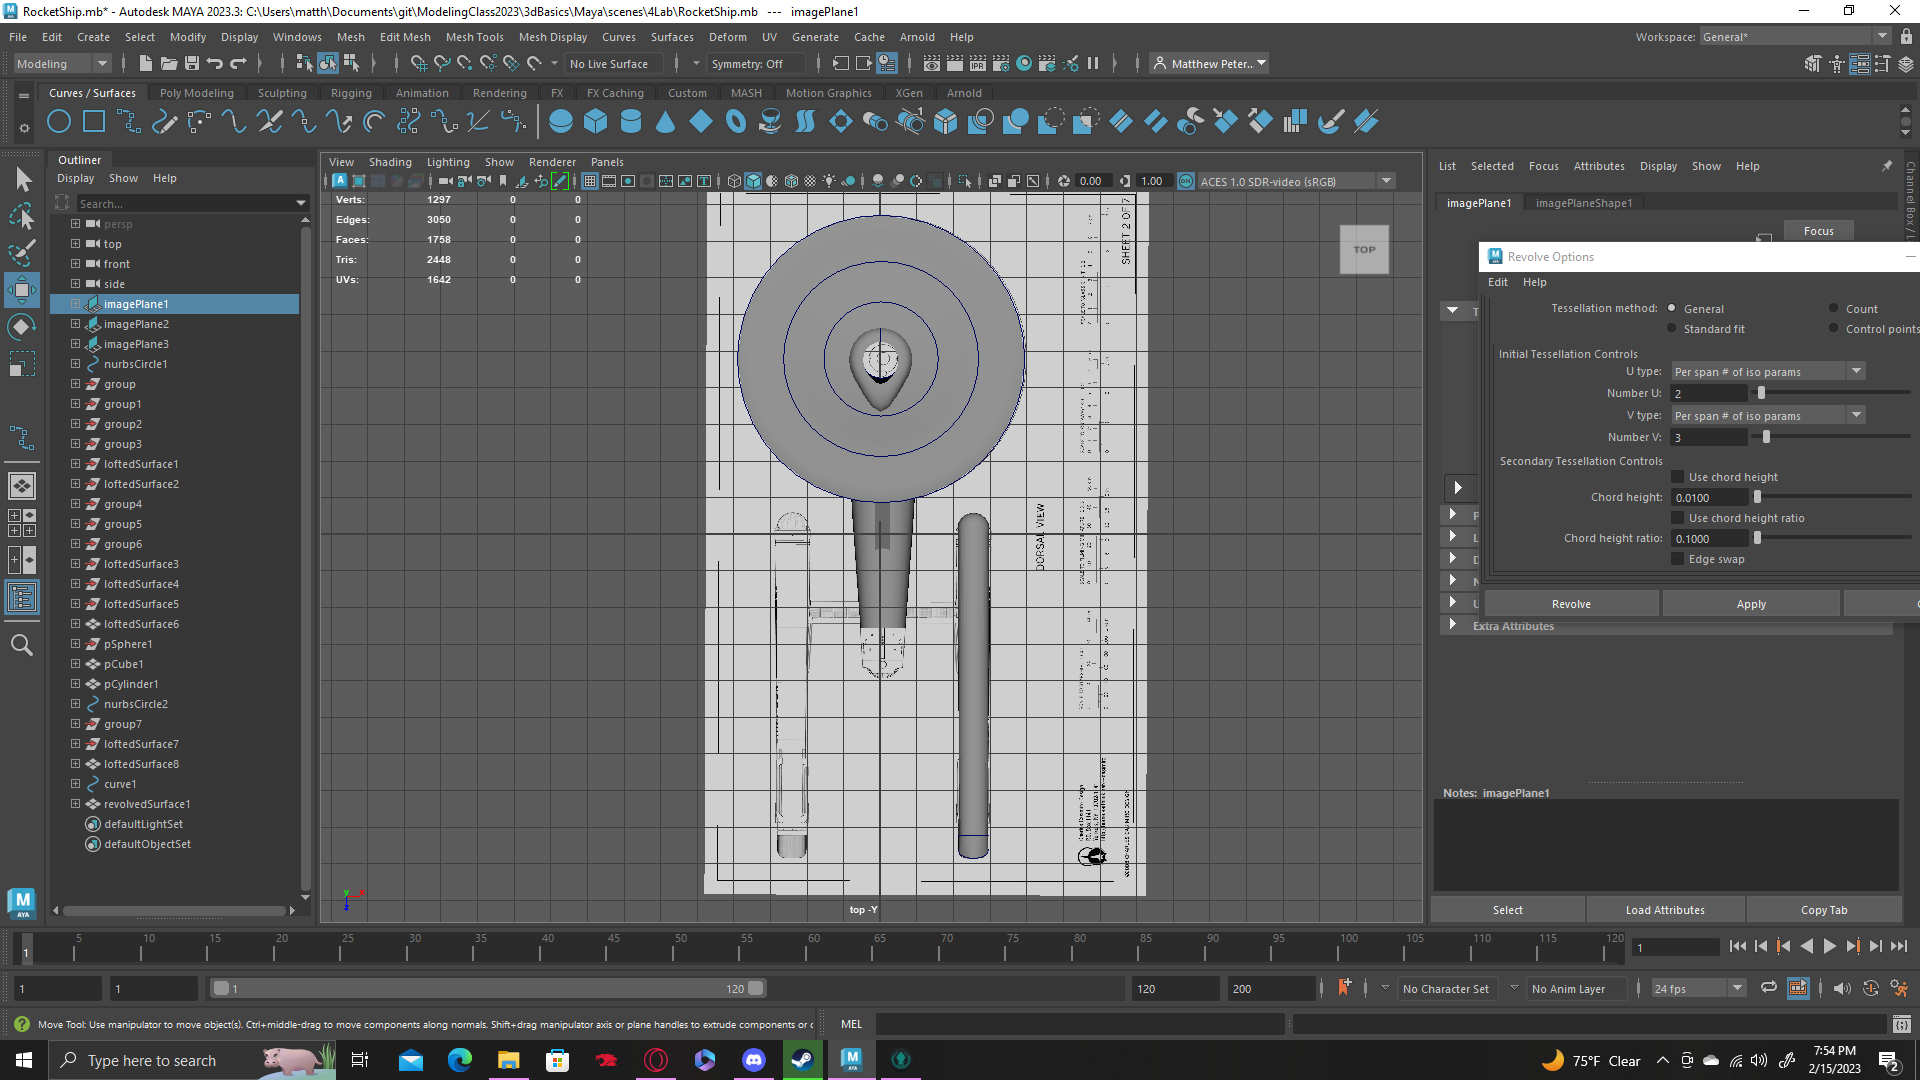 RocketShip.mb* - Autodesk MAYA 2023.3: C:\Users\matth\Documents\git\ModelingClass2023\3dBasics\Maya\scenes\4Lab\RocketShip.mb --- imagePlane1
File Edit Create Select Modify Display Windows Mesh Edit Mesh Mesh Tools Mesh Display Curves Surfaces Deform UV Generate Cache Arnold Help
Workspace: General*
Modeling
No Live Surface
Symmetry: Off
Matthew Peter..
Curves / Surfaces Poly Modeling Sculpting Rigging Animation Rendering FX FX Caching Custom MASH Motion Graphics XGen Arnold
Outliner
Display Show Help
Search...
persp
top
front
side
imagePlane1
imagePlane2
imagePlane3
nurbsCircle1
group
group1
group2
group3
loftedSurface1
loftedSurface2
group4
group5
group6
loftedSurface3
loftedSurface4
loftedSurface5
loftedSurface6
pSphere1
pCube1
pCylinder1
nurbsCircle2
group7
loftedSurface7
loftedSurface8
curve1
revolvedSurface1
defaultLightSet
defaultObjectSet
View Shading Lighting Show Renderer Panels
0.00
1.00
ACES 1.0 SDR-video (sRGB)
Verts: 1297 0 0
Edges: 3050 0 0
Faces: 1758 0 0
Tris: 2448 0 0
UVs: 1642 0 0
SHEET 2 OF 7
DORSAL VIEW
TOP
top -Y
List Selected Focus Attributes Display Show Help
imagePlane1 imagePlaneShape1
Focus
Revolve Options
Edit Help
Tessellation method: General Count
Standard fit Control points
Initial Tessellation Controls
U type: Per span # of iso params
Number U: 2
V type: Per span # of iso params
Number V: 3
Secondary Tessellation Controls
Use chord height
Chord height: 0.0100
Use chord height ratio
Chord height ratio: 0.1000
Edge swap
Revolve Apply
Extra Attributes
Notes: imagePlane1
Select Load Attributes Copy Tab
Channel Box / L
1 5 10 15 20 25 30 35 40 45 50 55 60 65 70 75 80 85 90 95 100 105 110 115 120
1
1 1 1 120 120 200
No Character Set
No Anim Layer
24 fps
Move Tool: Use manipulator to move object(s). Ctrl+middle-drag to move components along normals. Shift+drag manipulator axis or plane handles to extrude components or
MEL
Type here to search
75°F Clear
7:54 PM
2/15/2023
2